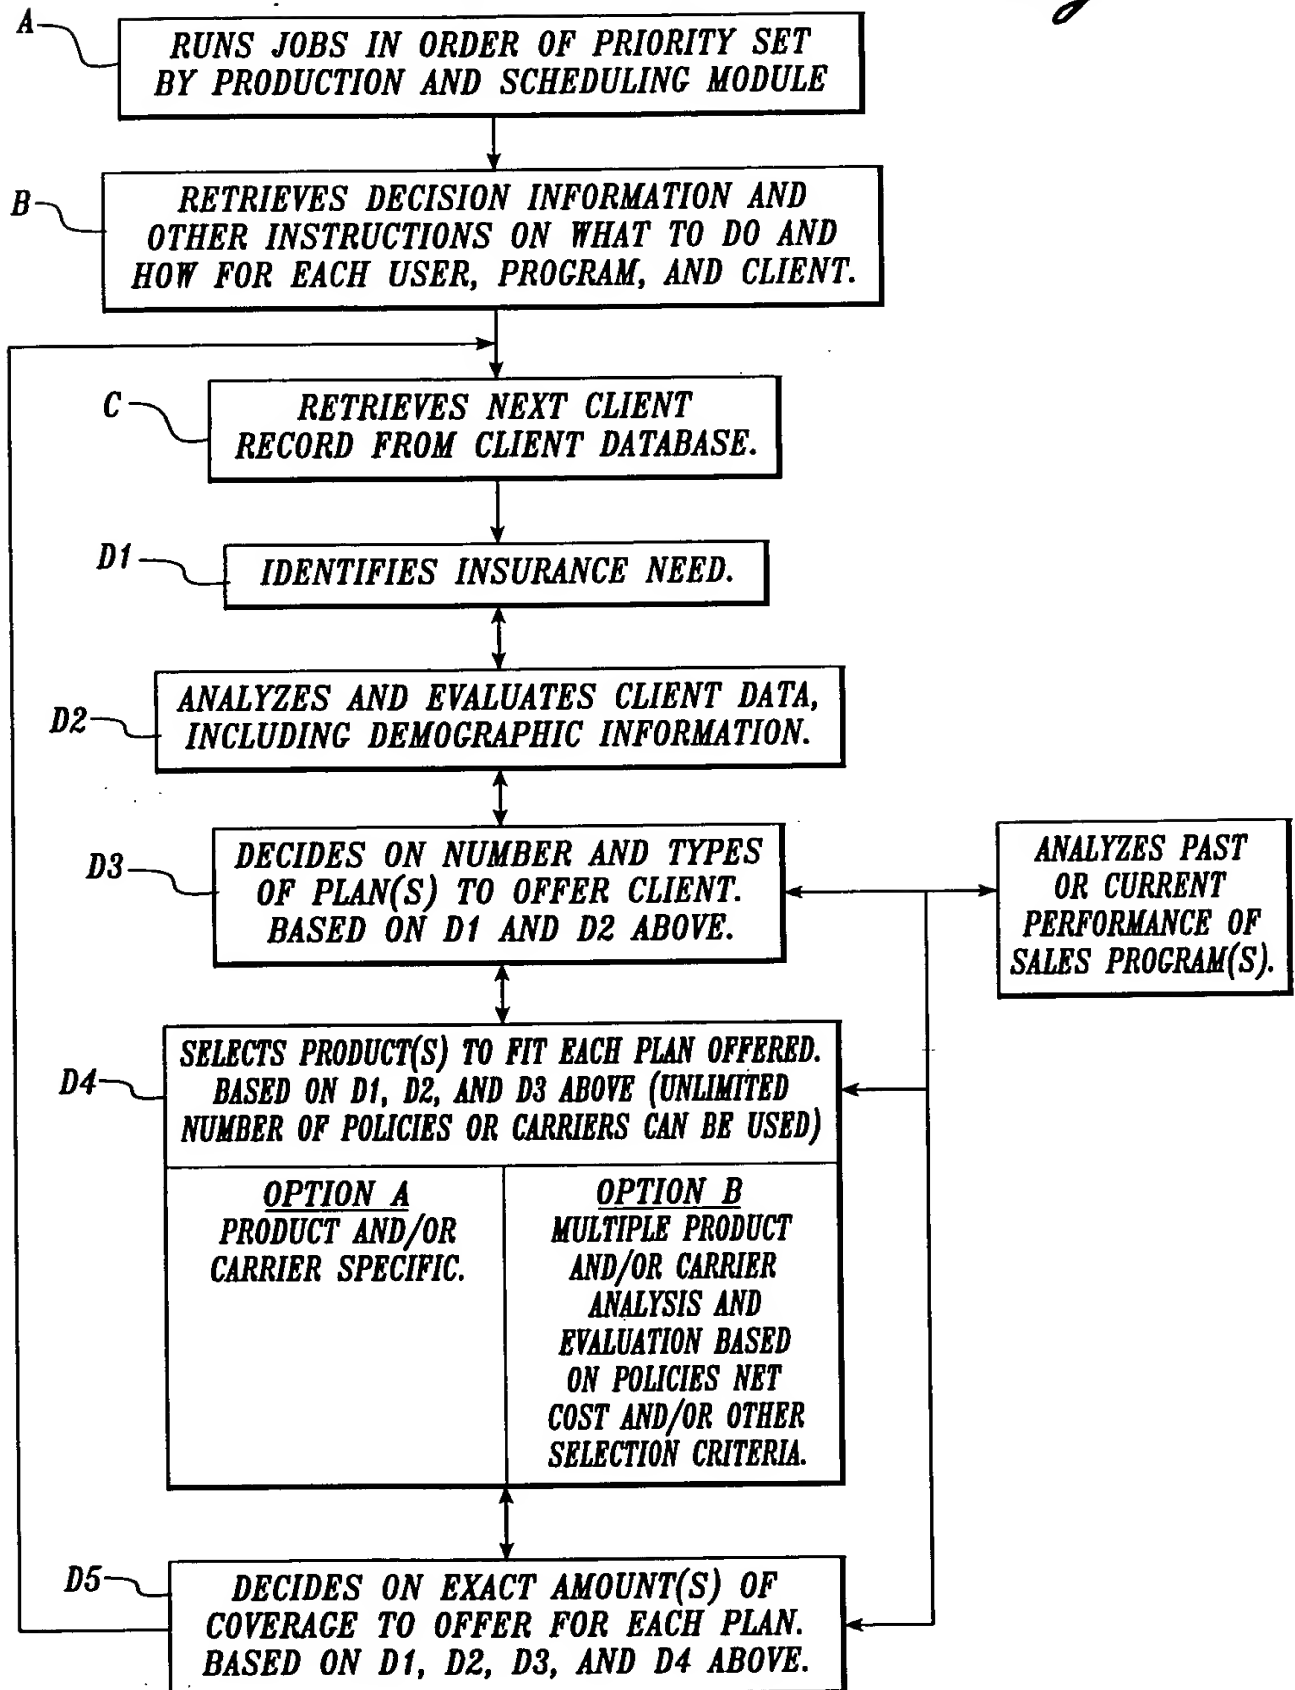 A
RUNS JOBS IN ORDER OF PRIORITY SET
BY PRODUCTION AND SCHEDULING MODULE
B
RETRIEVES DECISION INFORMATION AND
OTHER INSTRUCTIONS ON WHAT TO DO AND
HOW FOR EACH USER, PROGRAM, AND CLIENT.
C
RETRIEVES NEXT CLIENT
RECORD FROM CLIENT DATABASE.
D1
IDENTIFIES INSURANCE NEED.
D2
ANALYZES AND EVALUATES CLIENT DATA,
INCLUDING DEMOGRAPHIC INFORMATION.
D3
DECIDES ON NUMBER AND TYPES
OF PLAN(S) TO OFFER CLIENT.
BASED ON D1 AND D2 ABOVE.
ANALYZES PAST
OR CURRENT
PERFORMANCE OF
SALES PROGRAM(S).
D4
SELECTS PRODUCT(S) TO FIT EACH PLAN OFFERED.
BASED ON D1, D2, AND D3 ABOVE (UNLIMITED
NUMBER OF POLICIES OR CARRIERS CAN BE USED)
OPTION A
PRODUCT AND/OR
CARRIER SPECIFIC.
OPTION B
MULTIPLE PRODUCT
AND/OR CARRIER
ANALYSIS AND
EVALUATION BASED
ON POLICIES NET
COST AND/OR OTHER
SELECTION CRITERIA.
D5
DECIDES ON EXACT AMOUNT(S) OF
COVERAGE TO OFFER FOR EACH PLAN.
BASED ON D1, D2, D3, AND D4 ABOVE.